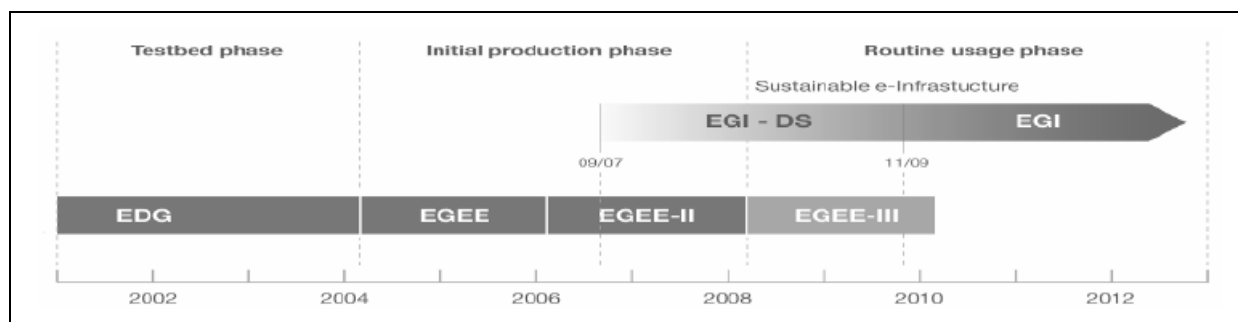 Testbed phase
Initial production phase
Routine usage phase
Sustainable e-Infrastucture
EGI - DS
EGI
09/07
11/09
EDG
EGEE
EGEE-II
EGEE-III
2002
2004
2006
2008
2010
2012